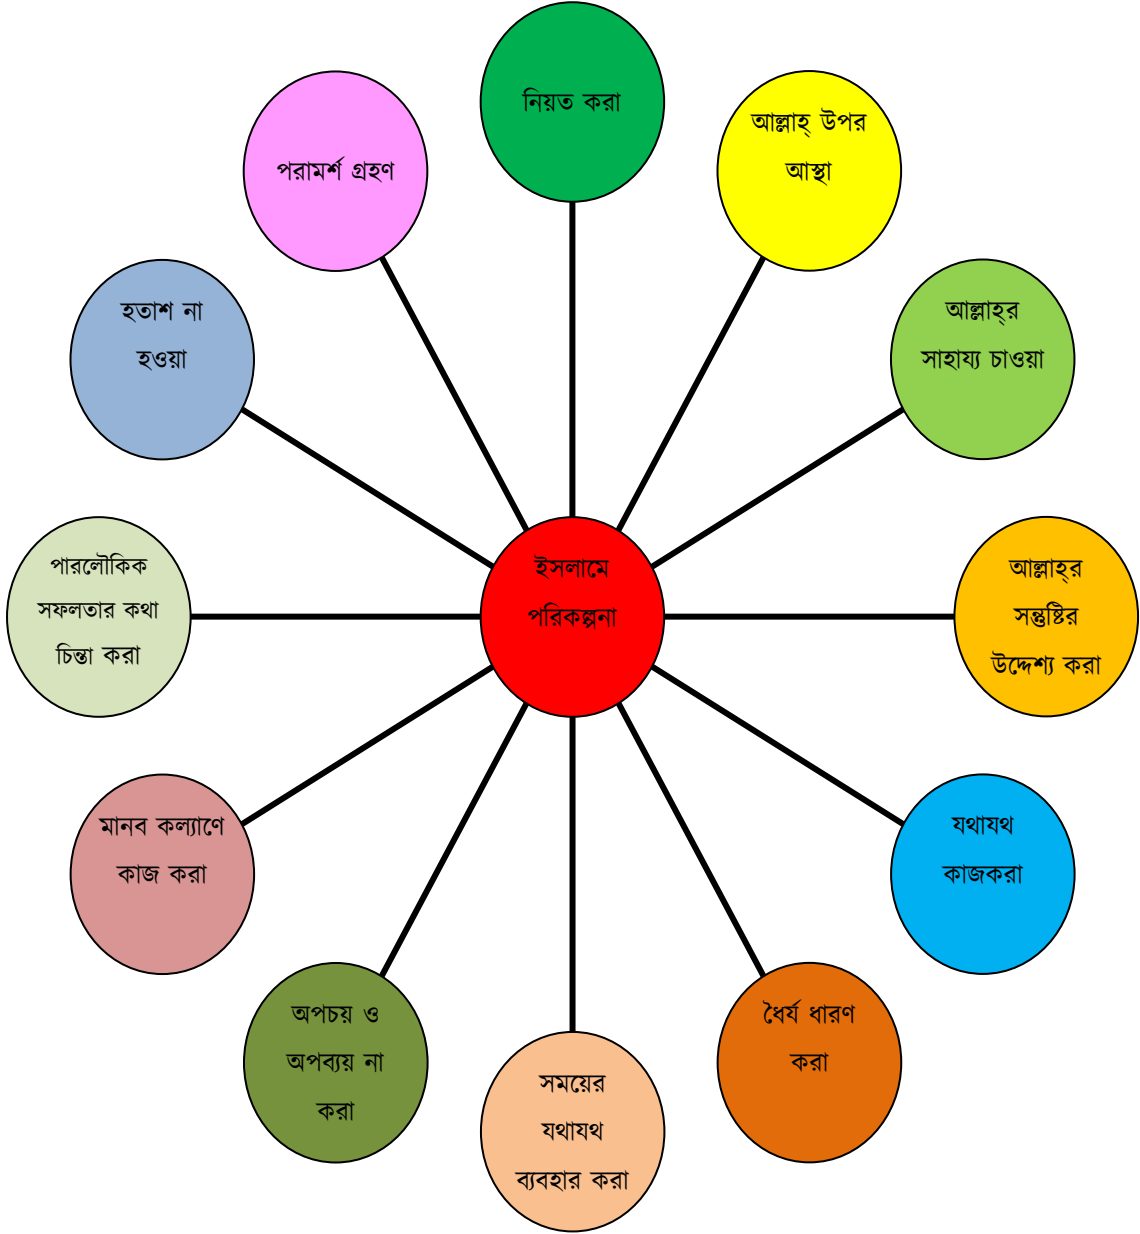 নিয়ত করা
আল্লাহ্ উপর
আস্থা
আল্লাহ্‌র
সাহায্য চাওয়া
আল্লাহ্‌র
সন্তুষ্টির
উদ্দেশ্য করা
যথাযথ
কাজকরা
ধৈর্য ধারণ
করা
সময়ের
যথাযথ
ব্যবহার করা
অপচয় ও
অপব্যয় না
করা
মানব কল্যাণে
কাজ করা
পারলৌকিক
সফলতার কথা
চিন্তা করা
হতাশ না
হওয়া
পরামর্শ গ্রহণ
ইসলামে
পরিকল্পনা